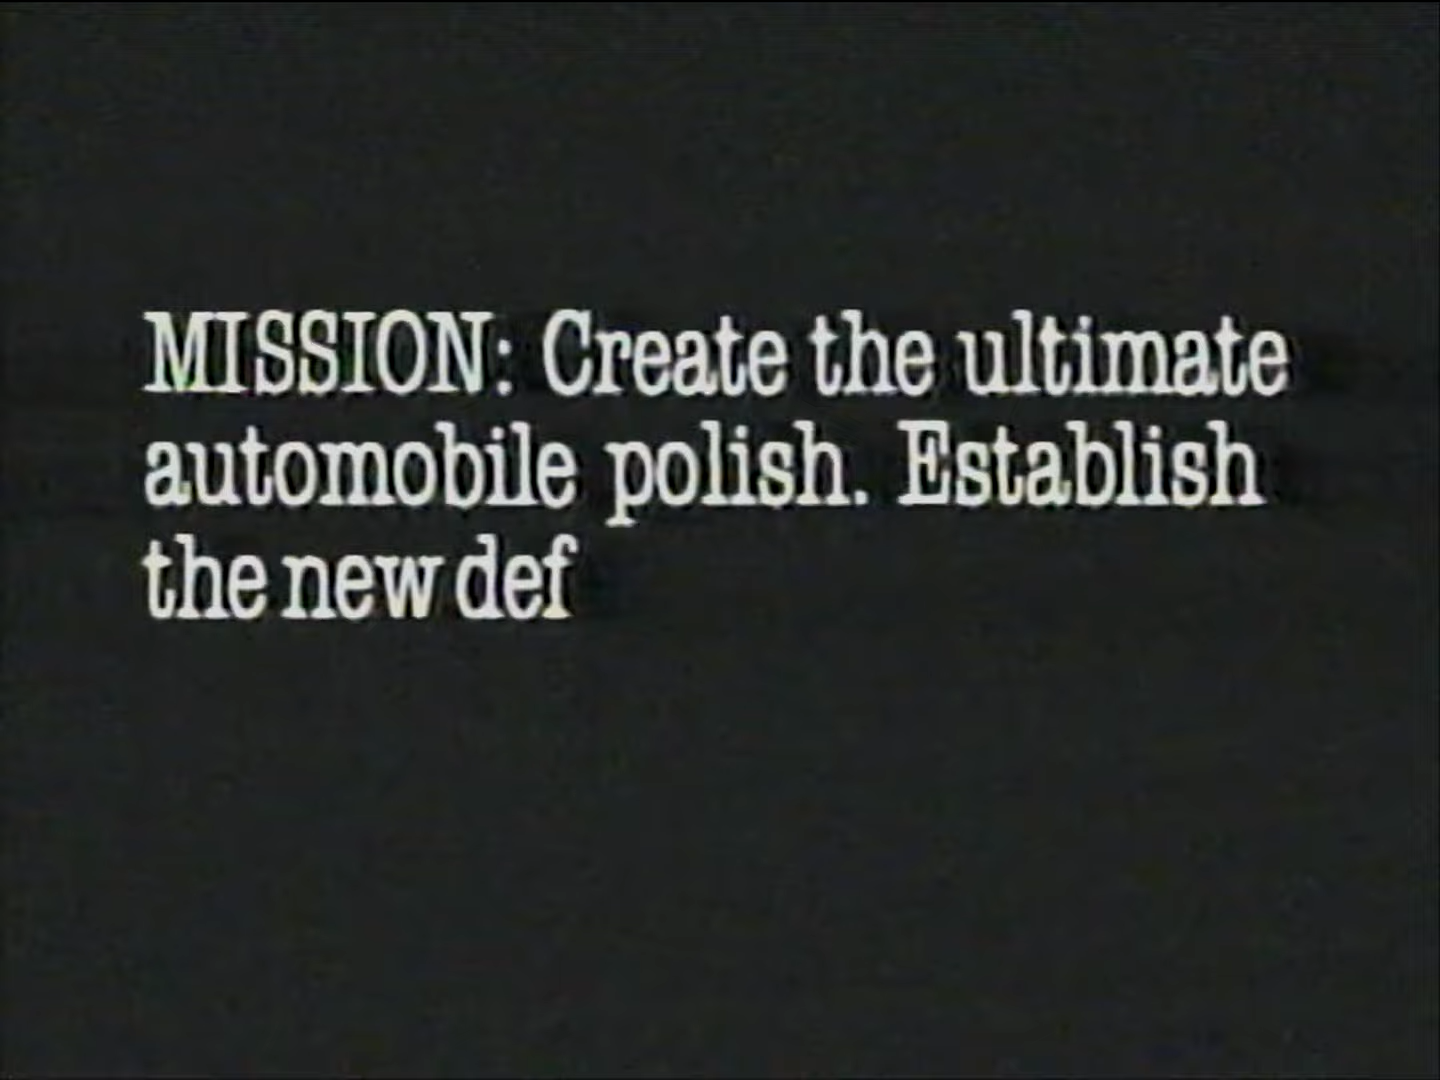 MISSION: Create the ultimate
automobile polish. Establish
the new def